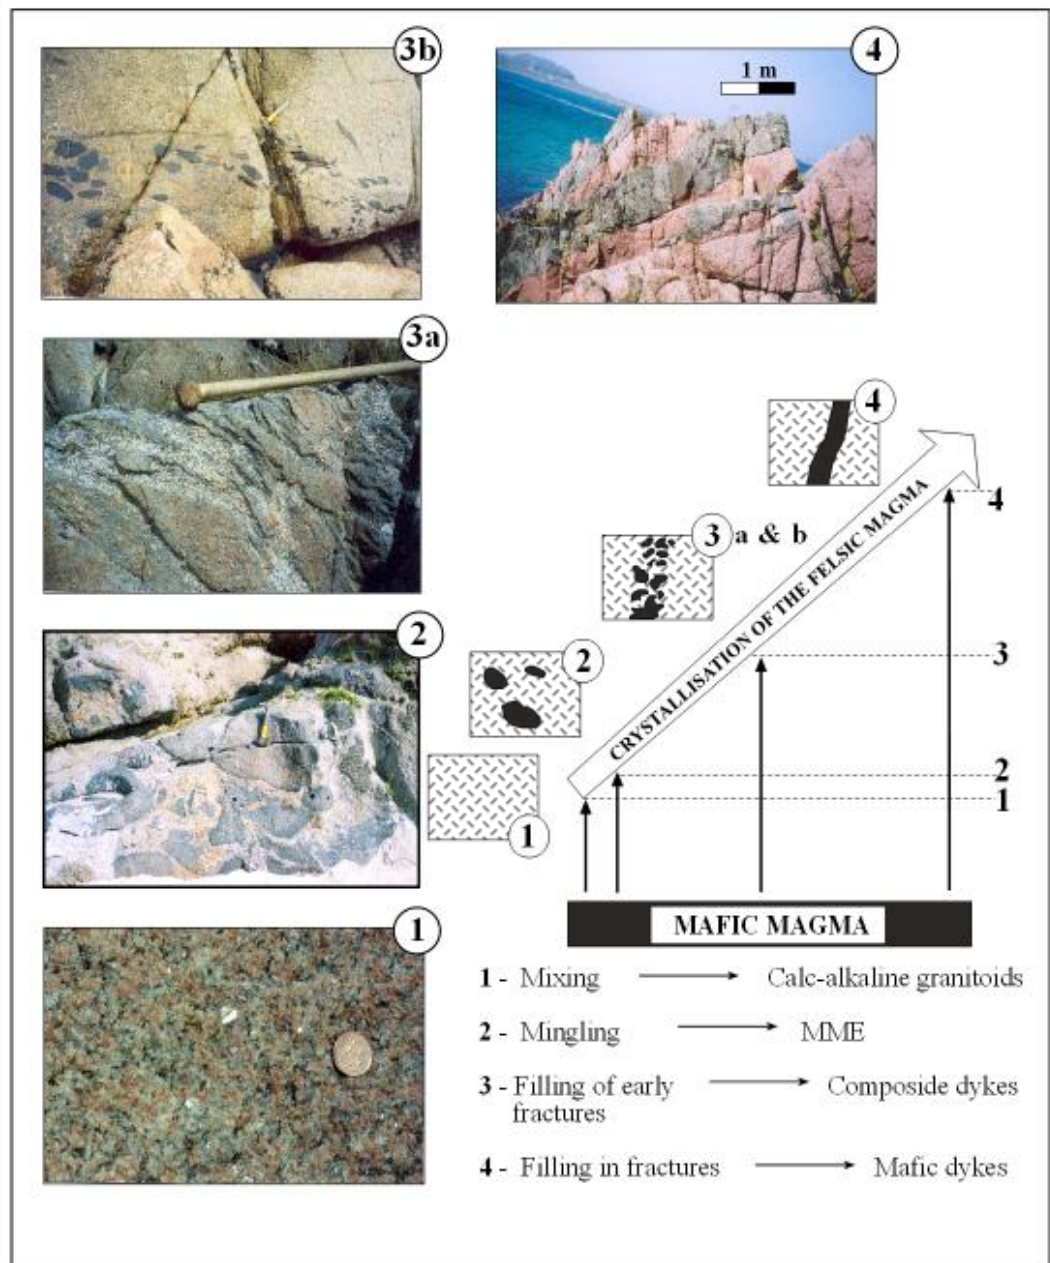 3b
4
1 m
3a
4
4
3 a & b
CRYSTALLISATION OF THE FELSIC MAGMA
2
3
2
2
1
1
MAFIC MAGMA
1
1 - Mixing Calc-alkaline granitoids
2 - Mingling MME
3 - Filling of early fractures Composide dykes
4 - Filling in fractures Mafic dykes